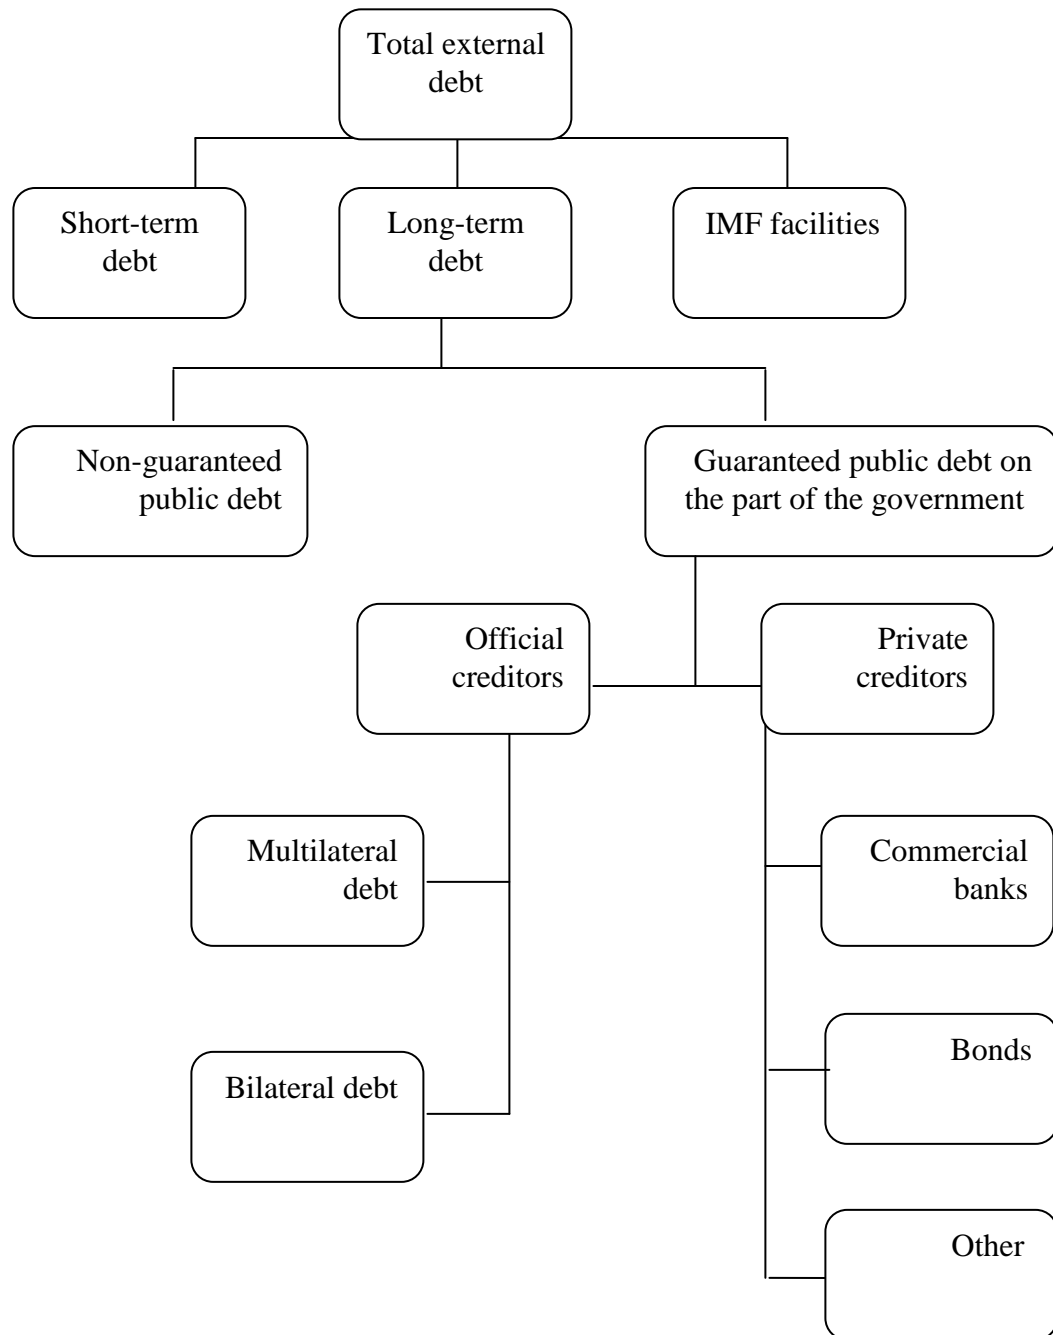 Total external
debt
Short-term
debt
Long-term
debt
IMF facilities
Non-guaranteed
public debt
Guaranteed public debt on
the part of the government
Official
creditors
Private
creditors
Multilateral
debt
Commercial
banks
Bonds
Bilateral debt
Other